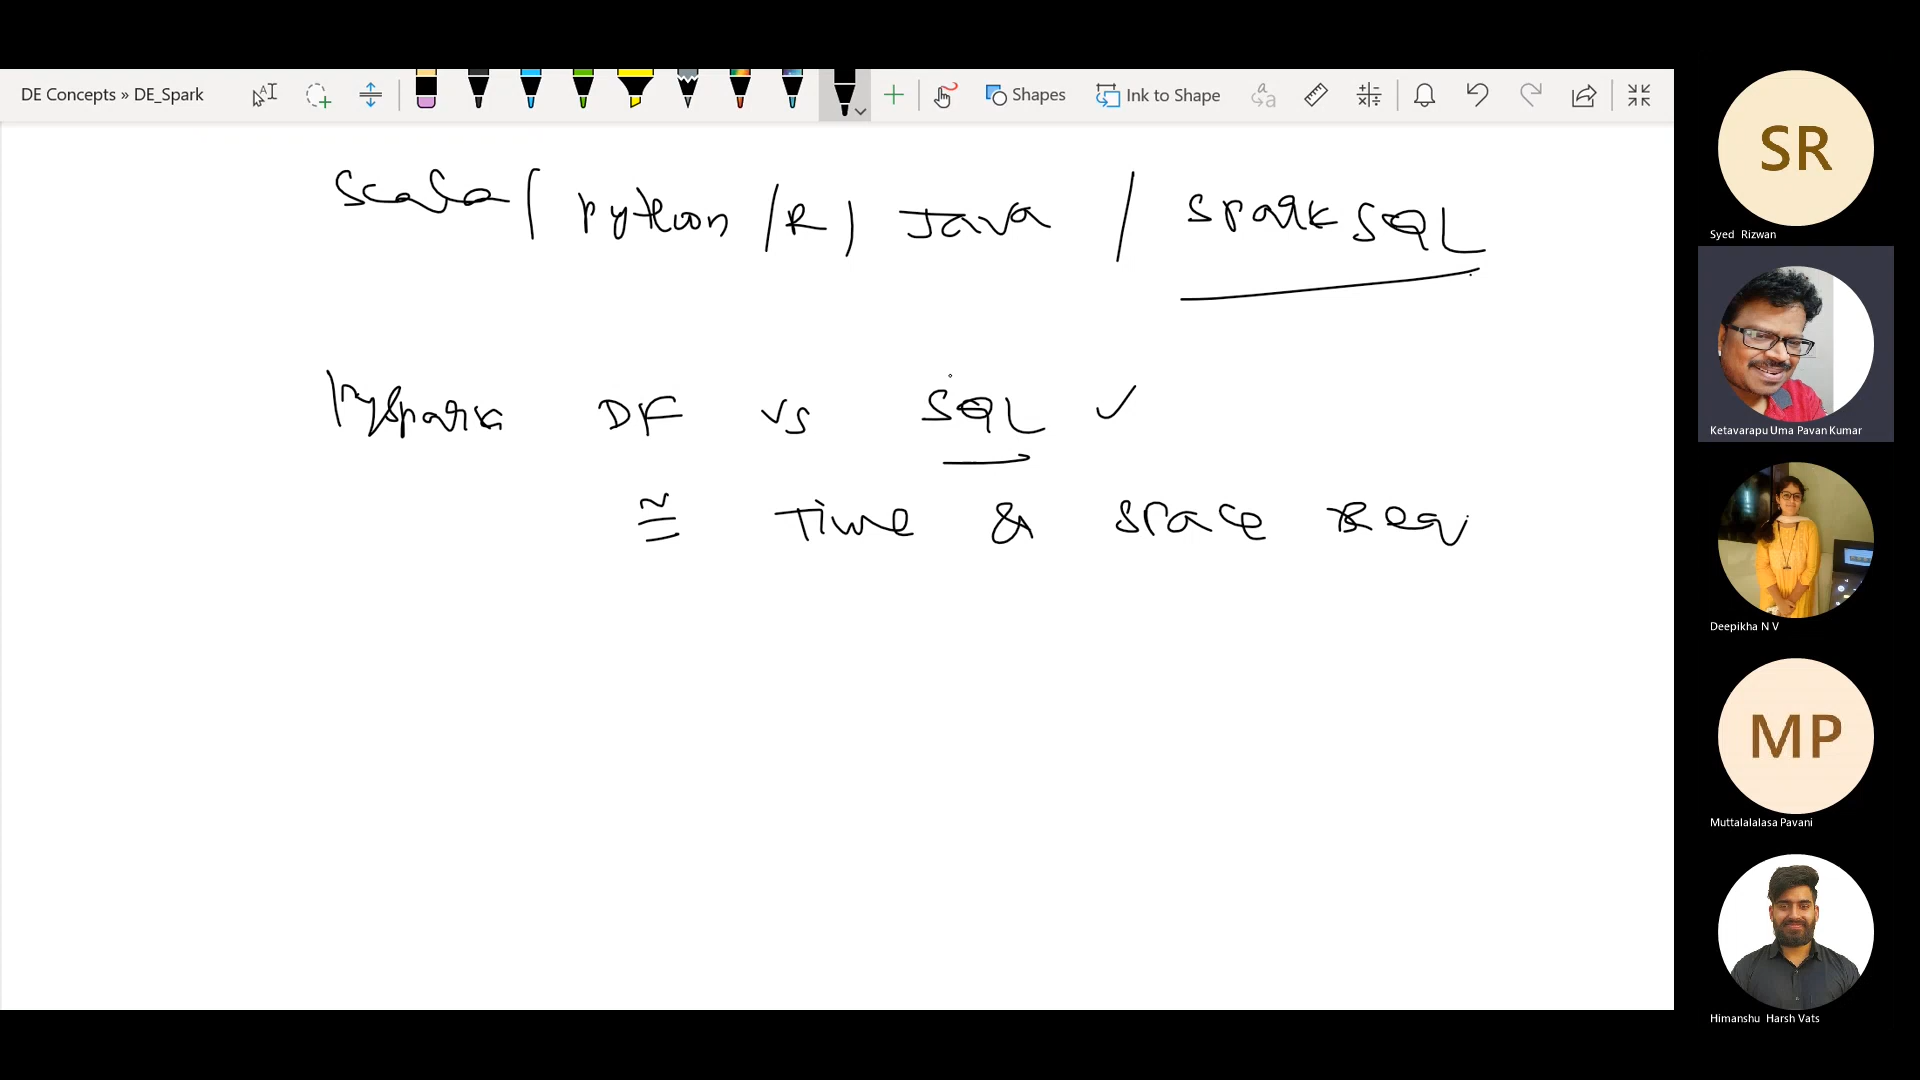 DE Concepts » DE_Spark
Shapes
Ink to Shape
Scala / Python / R / Java / Spark SQL
PySpark DF vs SQL ✓
≅ Time & Space Req
SR
Syed Rizwan
Ketavarapu Uma Pavan Kumar
Deepikha N V
MP
Muttalalalasa Pavani
Himanshu Harsh Vats